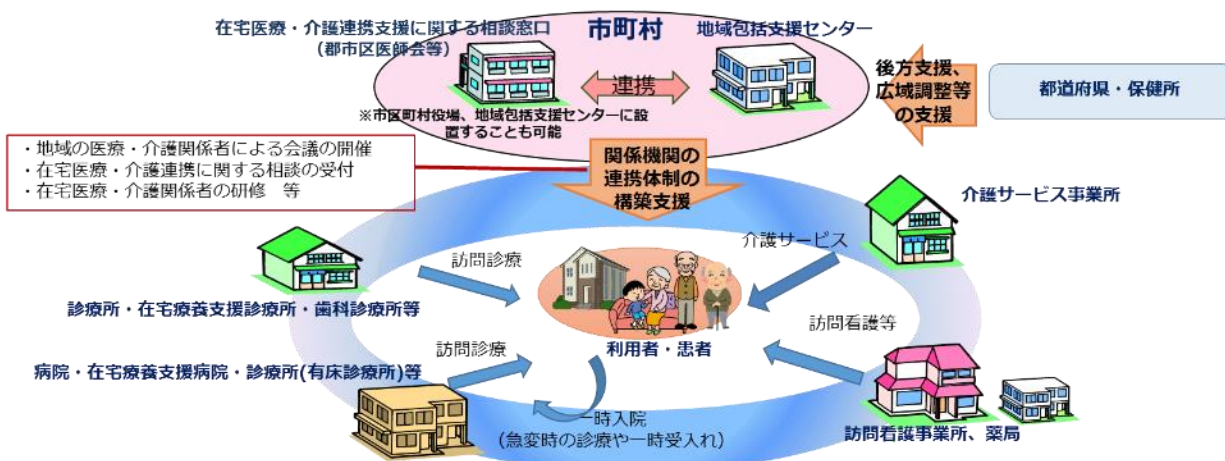 在宅医療・介護連携支援に関する相談窓口
(郡市区医師会等)
市町村
地域包括支援センター
連携
※市区町村役場、地域包括支援センターに設
置することも可能
後方支援、
広域調整等
の支援
都道府県・保健所
・地域の医療・介護関係者による会議の開催
・在宅医療・介護連携に関する相談の受付
・在宅医療・介護関係者の研修 等
関係機関の
連携体制の
構築支援
介護サービス事業所
訪問診療
介護サービス
診療所・在宅療養支援診療所・歯科診療所等
利用者・患者
訪問看護等
訪問診療
病院・在宅療養支援病院・診療所(有床診療所)等
一時入院
(急変時の診療や一時受入れ)
訪問看護事業所、薬局